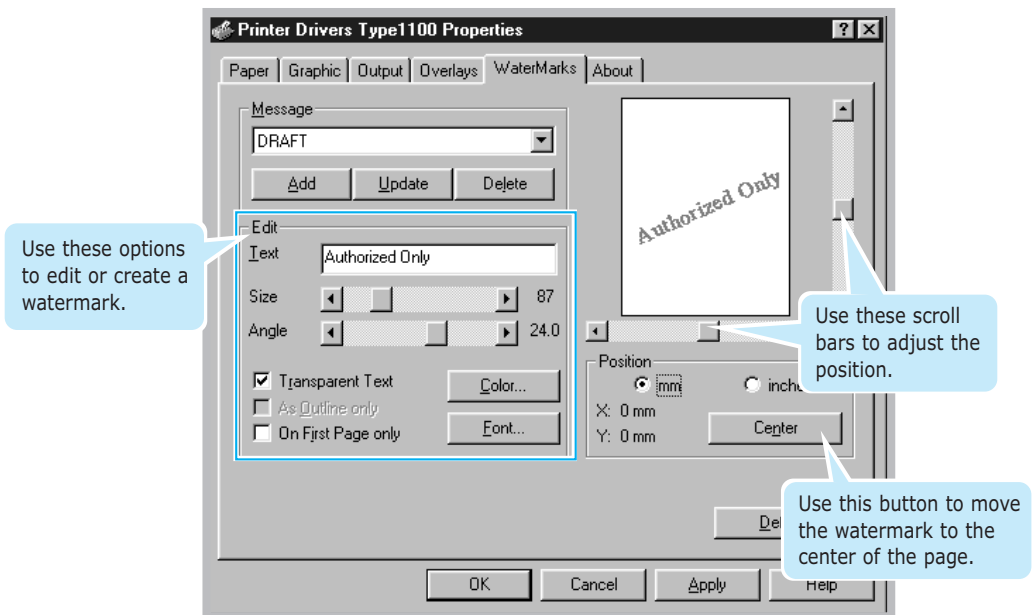 Printer Drivers Type1100 Properties
Paper Graphic Output Overlays WaterMarks About
Message
DRAFT
Add Update Delete
Authorized Only
Edit
Text Authorized Only
Size 87
Angle 24.0
Transparent Text Color...
As Outline only
On First Page only Font...
Use these options
to edit or create a
watermark.
Use these scroll
bars to adjust the
position.
Position
mm
X: 0 mm
Y: 0 mm
Center
Use this button to move
the watermark to the
center of the page.
OK Cancel Apply Help